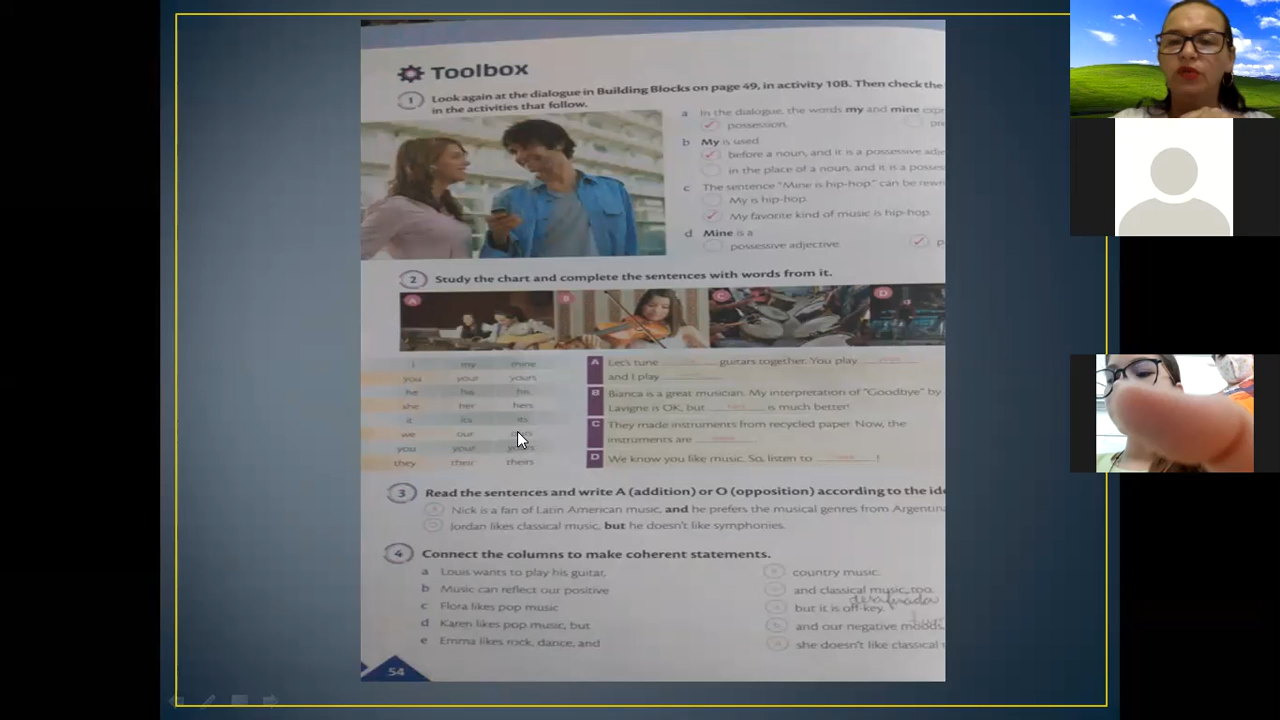 Toolbox
1 Look again at the dialogue in Building Blocks on page 49, in activity 10B. Then check the
in the activities that follow.
a In the dialogue, the words my and mine
possession.
b My is used
before a noun, and it is a possessive
in the place of a noun, and it is a
c The sentence "Mine is hip-hop" can be
My is hip-hop.
My favorite kind of music is hip-hop.
d Mine is a
possessive adjective.
2 Study the chart and complete the sentences with words from it.
A B C D
I my mine
you your yours
he his his
she her hers
it its its
we our
you your yours
they their theirs
A Let's tune guitars together. You play
and I play
B Bianca is a great musician. My interpretation of "Goodbye" by
Lavigne is OK, but hers is much better!
C They made instruments from recycled paper. Now, the
instruments are
D We know you like music. So, listen to !
3 Read the sentences and write A (addition) or O (opposition) according to the
A Nick is a fan of Latin American music, and he prefers the musical genres from
O Jordan likes classical music, but he doesn't like symphonies.
4 Connect the columns to make coherent statements.
a Louis wants to play his guitar,
b Music can reflect our positive
c Flora likes pop music
d Karen likes pop music, but
e Emma likes rock, dance, and
country music.
and classical music, too.
desafinada
but it is off-key.
and our negative moods.
she doesn't like classical
54